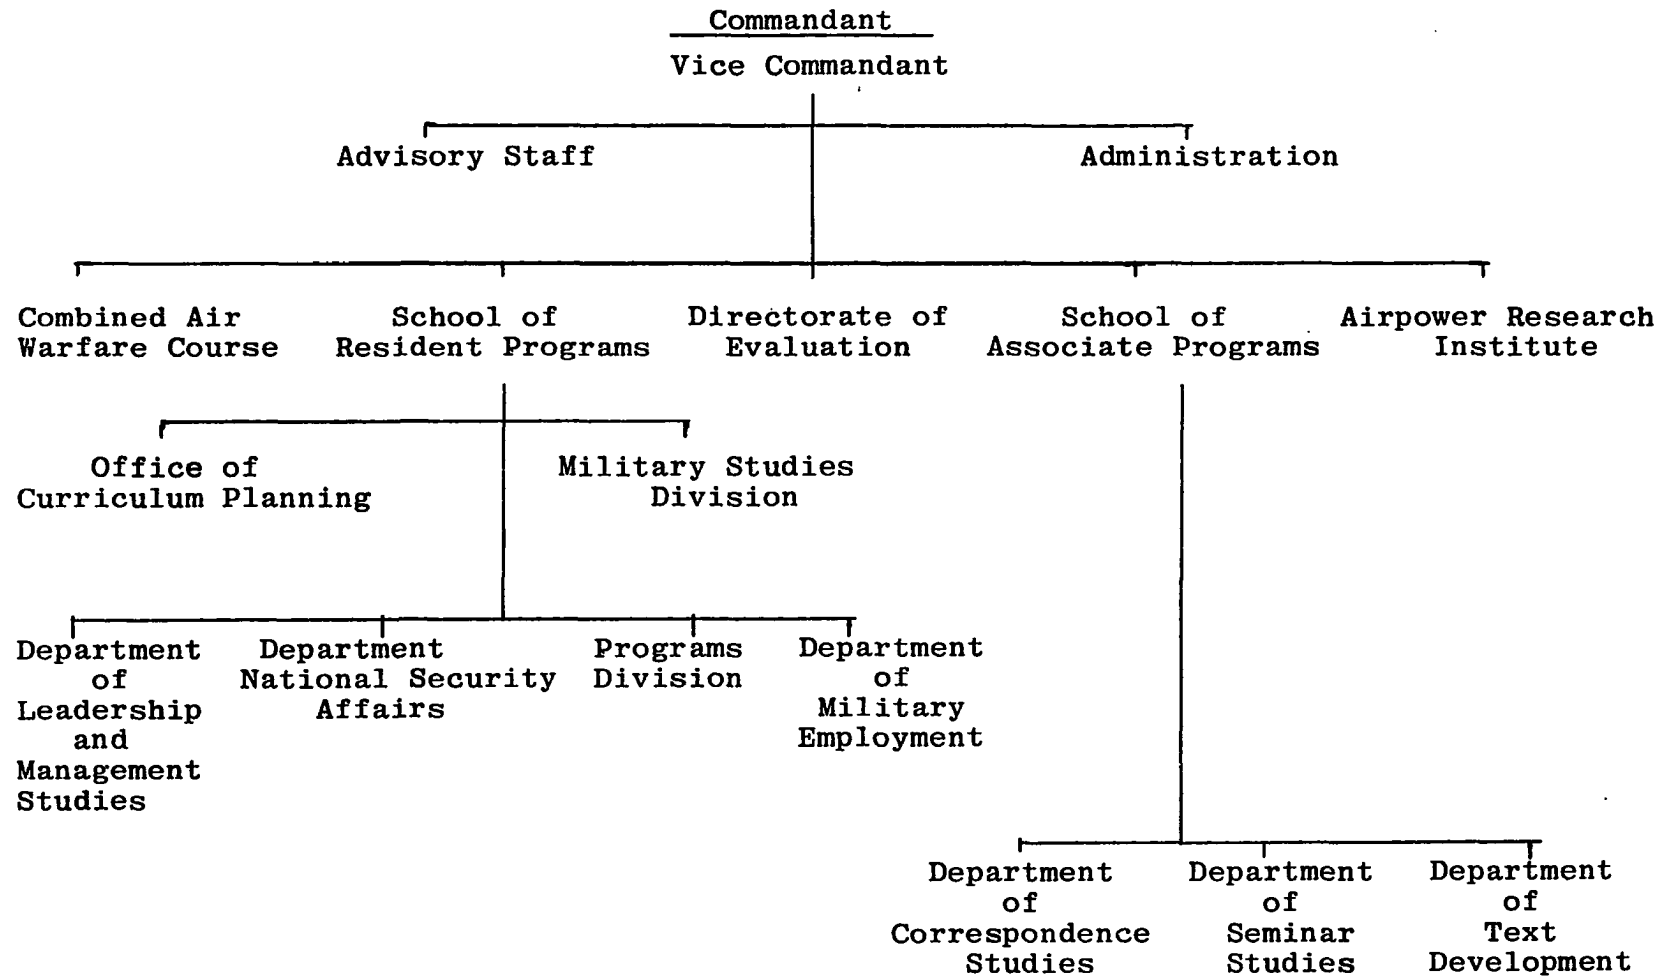 Commandant
Vice Commandant
Advisory Staff
Administration
Combined Air
Warfare Course
School of
Resident Programs
Directorate of
Evaluation
School of
Associate Programs
Airpower Research
Institute
Office of
Curriculum Planning
Military Studies
Division
Department
of
Leadership
and
Management
Studies
Department
National Security
Affairs
Programs
Division
Department
of
Military
Employment
Department
of
Correspondence
Studies
Department
of
Seminar
Studies
Department
of
Text
Development